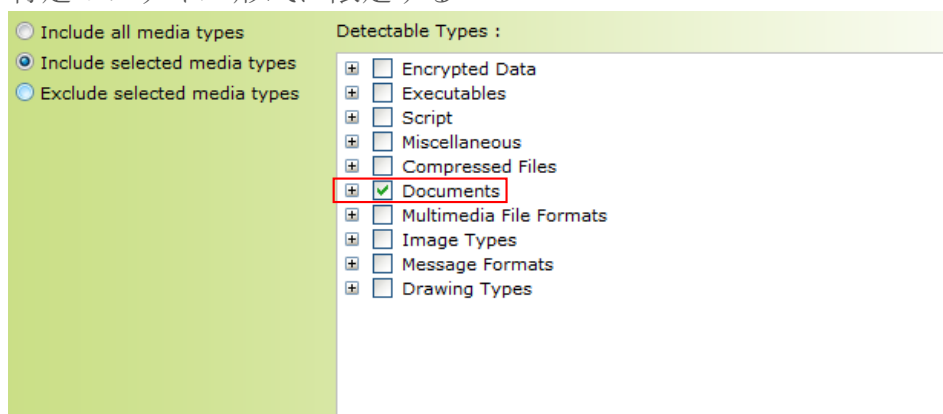 Include all media types
Include selected media types
Exclude selected media types
Detectable Types :
Encrypted Data
Executables
Script
Miscellaneous
Compressed Files
Documents
Multimedia File Formats
Image Types
Message Formats
Drawing Types